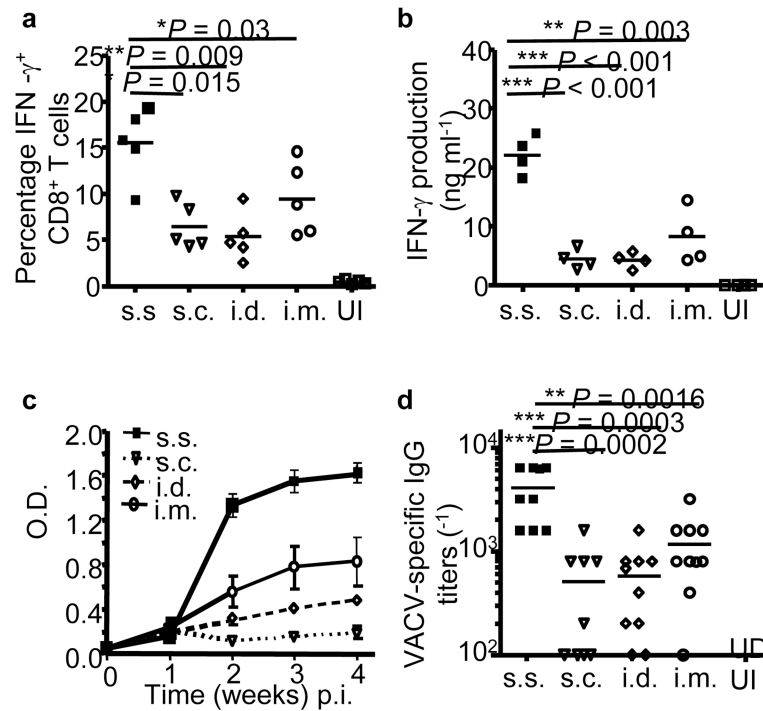 a
* P = 0.03
** P = 0.009
* P = 0.015
Percentage IFN -γ+
CD8+ T cells
25
20
15
10
5
0
s.s s.c. i.d. i.m. UI
b
** P = 0.003
*** P < 0.001
*** P < 0.001
IFN-γ production
(ng ml-1)
40
30
20
10
0
s.s. s.c. i.d. i.m. UI
c
s.s.
s.c.
i.d.
i.m.
O.D.
2.0
1.6
1.2
0.8
0.4
0.0
0 1 2 3 4
Time (weeks) p.i.
d
** P = 0.0016
*** P = 0.0003
***P = 0.0002
VACV-specific IgG
titers (-1)
104
103
102
UD
s.s. s.c. i.d. i.m. UI